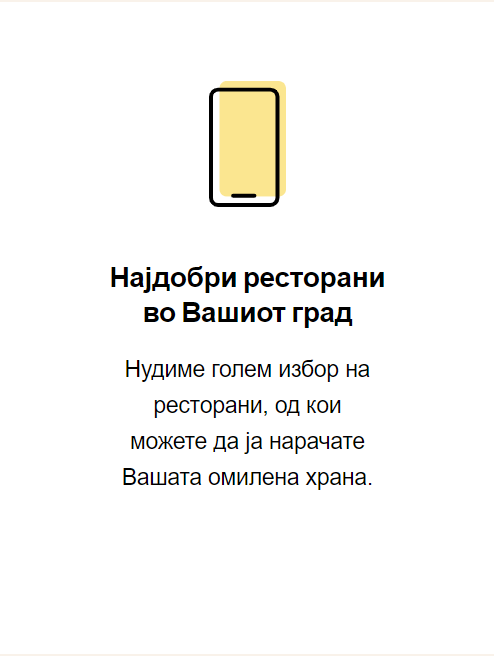 Најдобри ресторани
во Вашиот град
Нудиме голем избор на
ресторани, од кои
можете да ја нарачате
Вашата омилена храна.